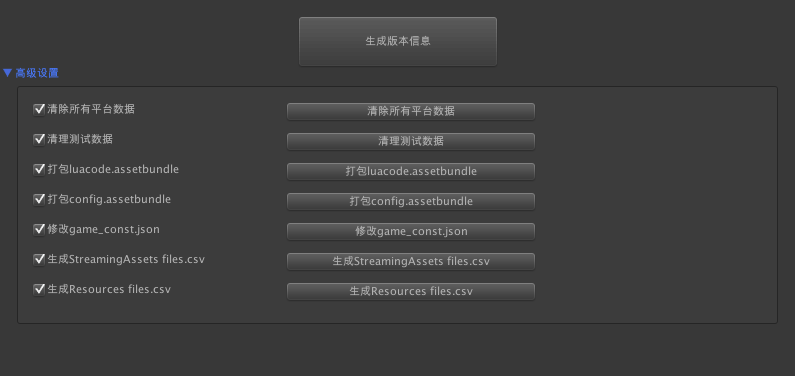 生成版本信息
高级设置
清除所有平台数据 清除所有平台数据
清理测试数据 清理测试数据
打包luacode.assetbundle 打包luacode.assetbundle
打包config.assetbundle 打包config.assetbundle
修改game_const.json 修改game_const.json
生成StreamingAssets files.csv 生成StreamingAssets files.csv
生成Resources files.csv 生成Resources files.csv